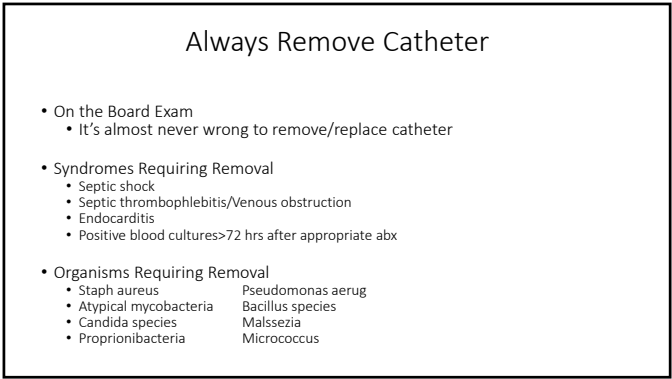 Always Remove Catheter
• On the Board Exam
• It's almost never wrong to remove/replace catheter
• Syndromes Requiring Removal
• Septic shock
• Septic thrombophlebitis/Venous obstruction
• Endocarditis
• Positive blood cultures>72 hrs after appropriate abx
• Organisms Requiring Removal
• Staph aureus Pseudomonas aerug
• Atypical mycobacteria Bacillus species
• Candida species Malssezia
• Proprionibacteria Micrococcus